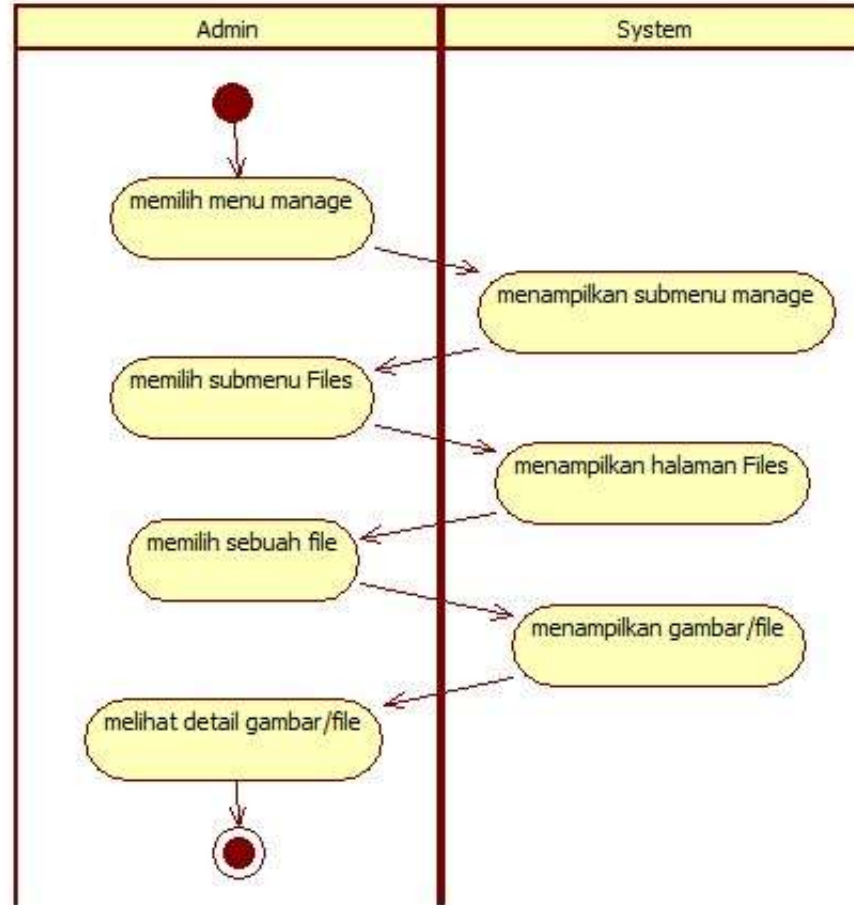 Admin
System
memilih menu manage
menampilkan submenu manage
memilih submenu Files
menampilkan halaman Files
memilih sebuah file
menampilkan gambar/file
melihat detail gambar/file